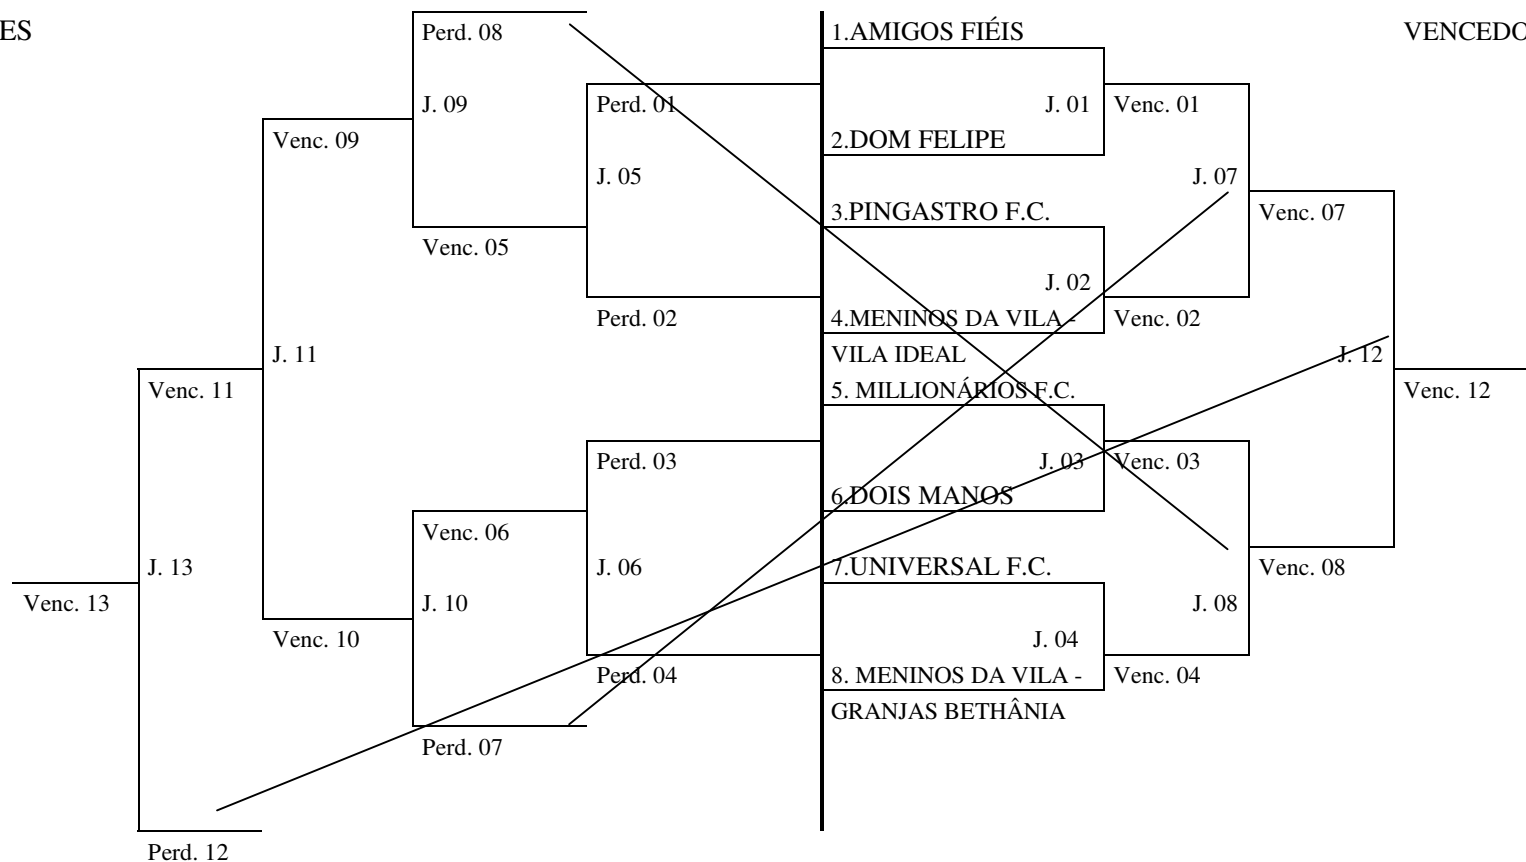 ES
VENCEDO
Perd. 08
1.AMIGOS FIÉIS
J. 09
Perd. 01
J. 01
Venc. 01
Venc. 09
2.DOM FELIPE
J. 05
J. 07
3.PINGASTRO F.C.
Venc. 07
Venc. 05
J. 02
Perd. 02
4.MENINOS DA VILA -
VILA IDEAL
Venc. 02
J. 11
J. 12
Venc. 11
5. MILLIONÁRIOS F.C.
Venc. 12
Perd. 03
J. 03
Venc. 03
6.DOIS MANOS
Venc. 06
J. 13
J. 06
7.UNIVERSAL F.C.
Venc. 08
Venc. 13
J. 10
J. 08
Venc. 10
J. 04
Perd. 04
8. MENINOS DA VILA -
GRANJAS BETHÂNIA
Venc. 04
Perd. 07
Perd. 12